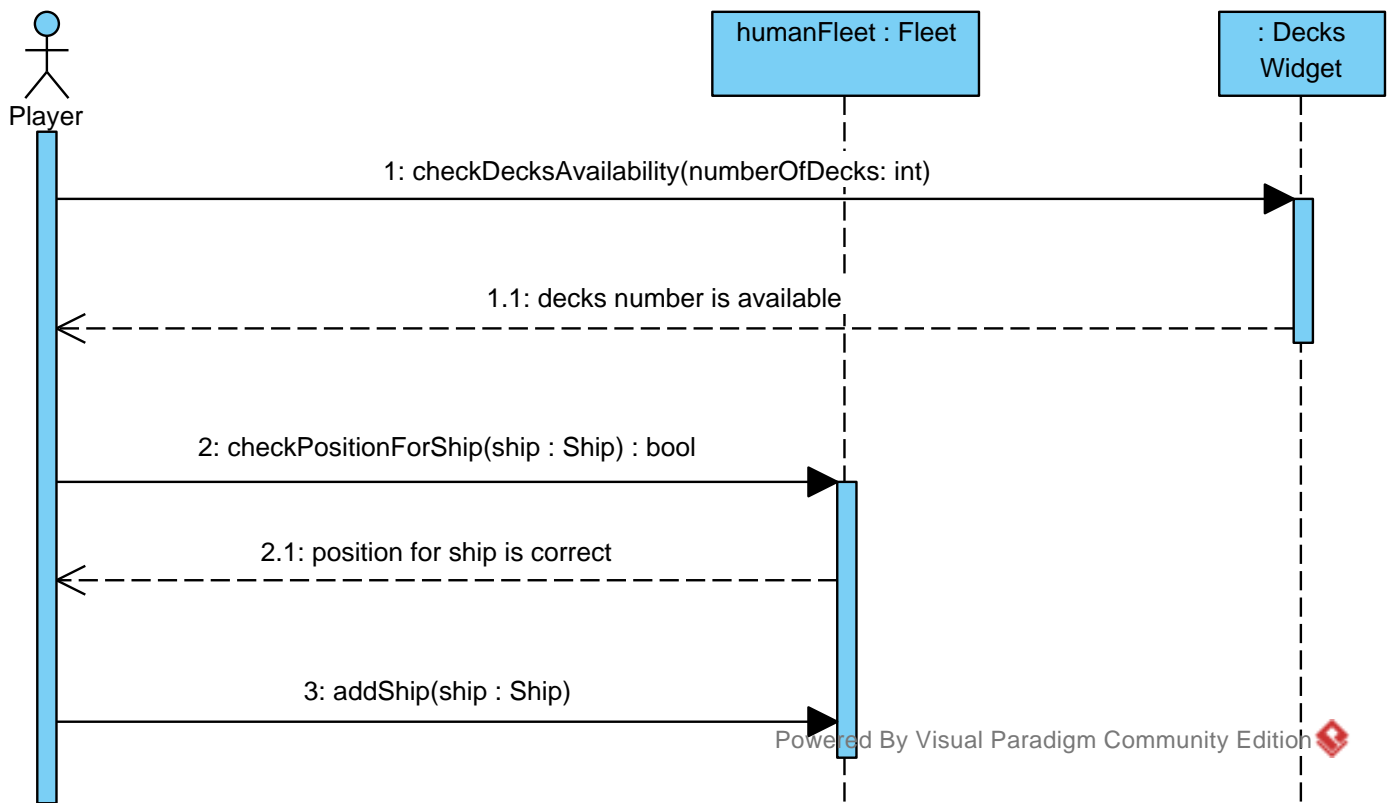 humanFleet : Fleet
: Decks
Widget
Player
1: checkDecksAvailability(numberOfDecks: int)
1.1: decks number is available
2: checkPositionForShip(ship : Ship) : bool
2.1: position for ship is correct
3: addShip(ship : Ship)
Powered By Visual Paradigm Community Edition